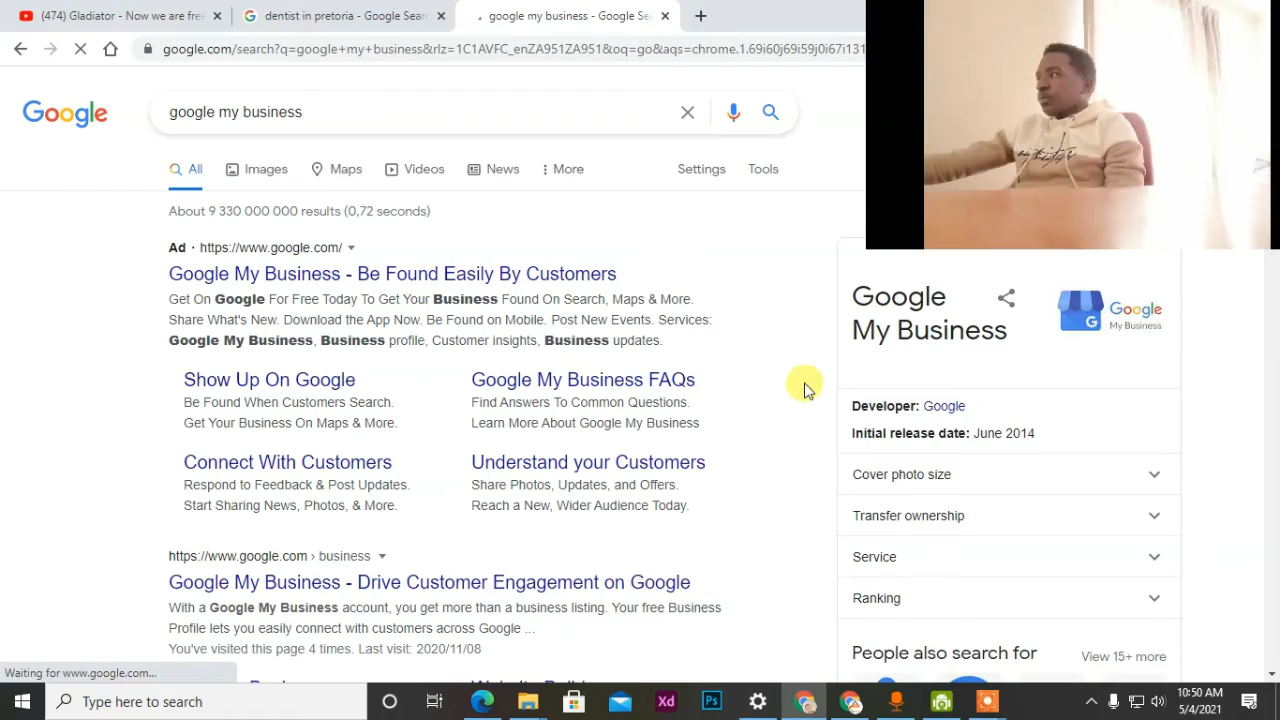 (474) Gladiator - Now we are free
dentist in pretoria - Google Sear
google my business - Google Se
google.com/search?q=google+my+business&rlz=1C1AVFC_enZA951ZA951&oq=go&aqs=chrome.1.69i60j69i59j0i67i131
Google
google my business
All
Images
Maps
Videos
News
More
Settings
Tools
About 9 330 000 000 results (0,72 seconds)
Ad · https://www.google.com/
Google My Business - Be Found Easily By Customers
Get On Google For Free Today To Get Your Business Found On Search, Maps & More.
Share What's New. Download the App Now. Be Found on Mobile. Post New Events. Services:
Google My Business, Business profile, Customer insights, Business updates.
Show Up On Google
Be Found When Customers Search.
Get Your Business On Maps & More.
Google My Business FAQs
Find Answers To Common Questions.
Learn More About Google My Business
Connect With Customers
Respond to Feedback & Post Updates.
Start Sharing News, Photos, & More.
Understand your Customers
Share Photos, Updates, and Offers.
Reach a New, Wider Audience Today.
https://www.google.com › business
Google My Business - Drive Customer Engagement on Google
With a Google My Business account, you get more than a business listing. Your free Business
Profile lets you easily connect with customers across Google ...
You've visited this page 4 times. Last visit: 2020/11/08
Google
My Business
G
Google
My Business
Developer: Google
Initial release date: June 2014
Cover photo size
Transfer ownership
Service
Ranking
People also search for
View 15+ more
Waiting for www.google.com...
Type here to search
Xd
Ps
10:50 AM
5/4/2021